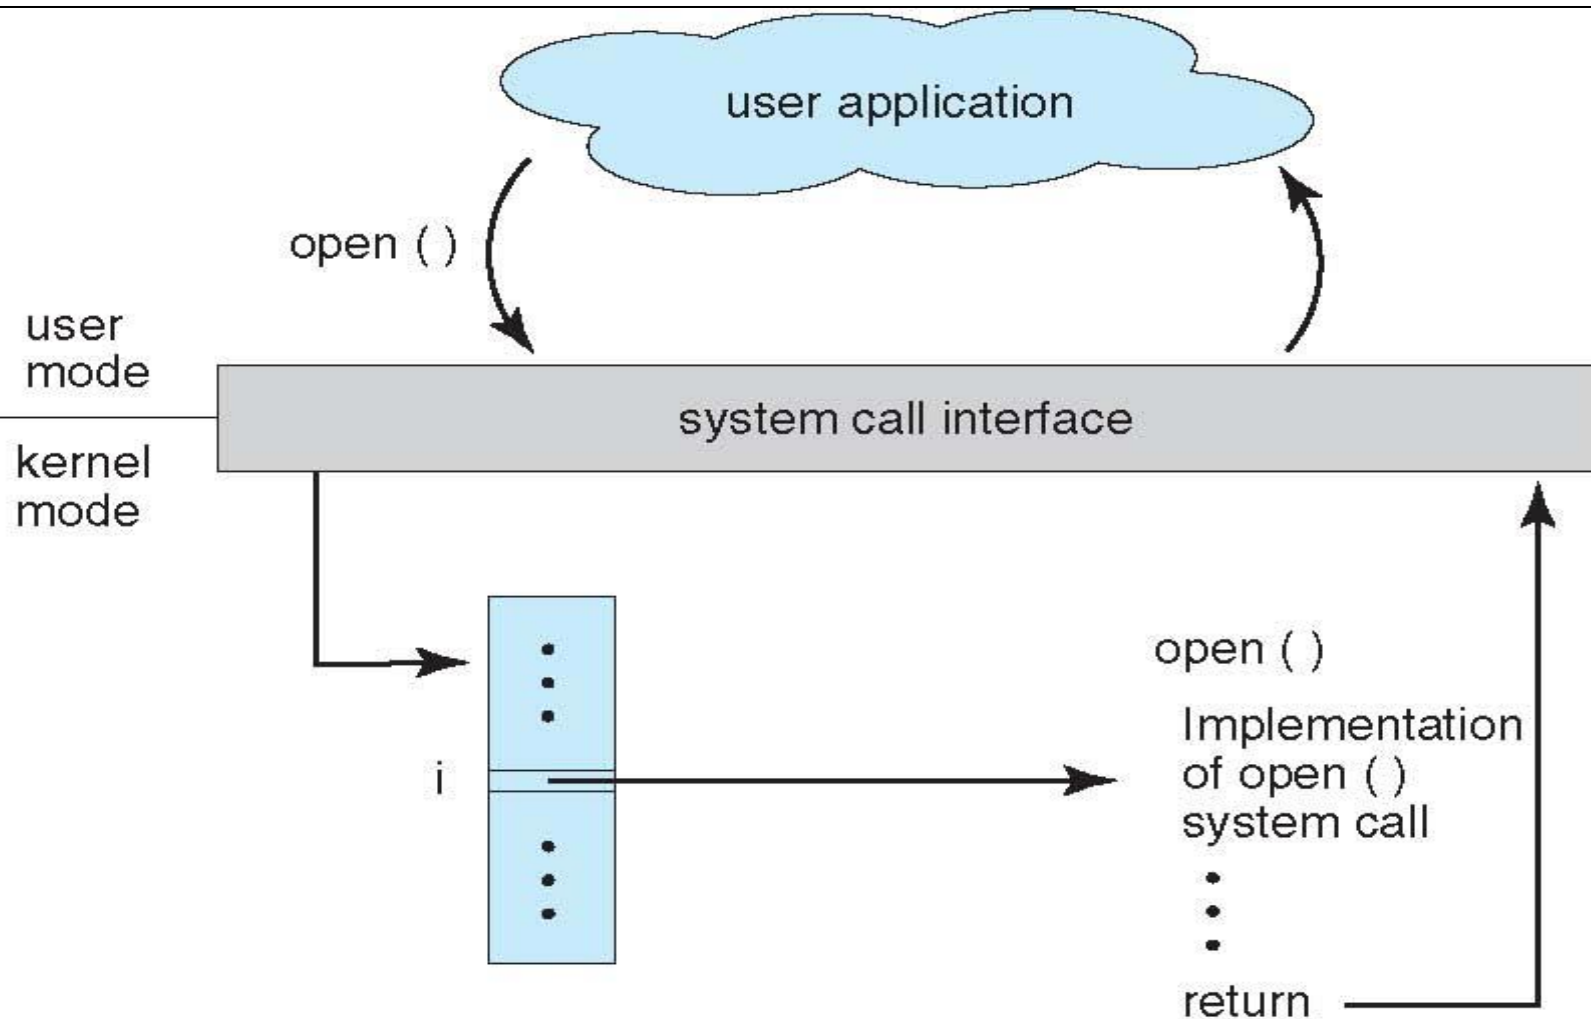 user application
open ( )
user
mode
system call interface
kernel
mode
open ( )
Implementation
of open ( )
system call
i
return